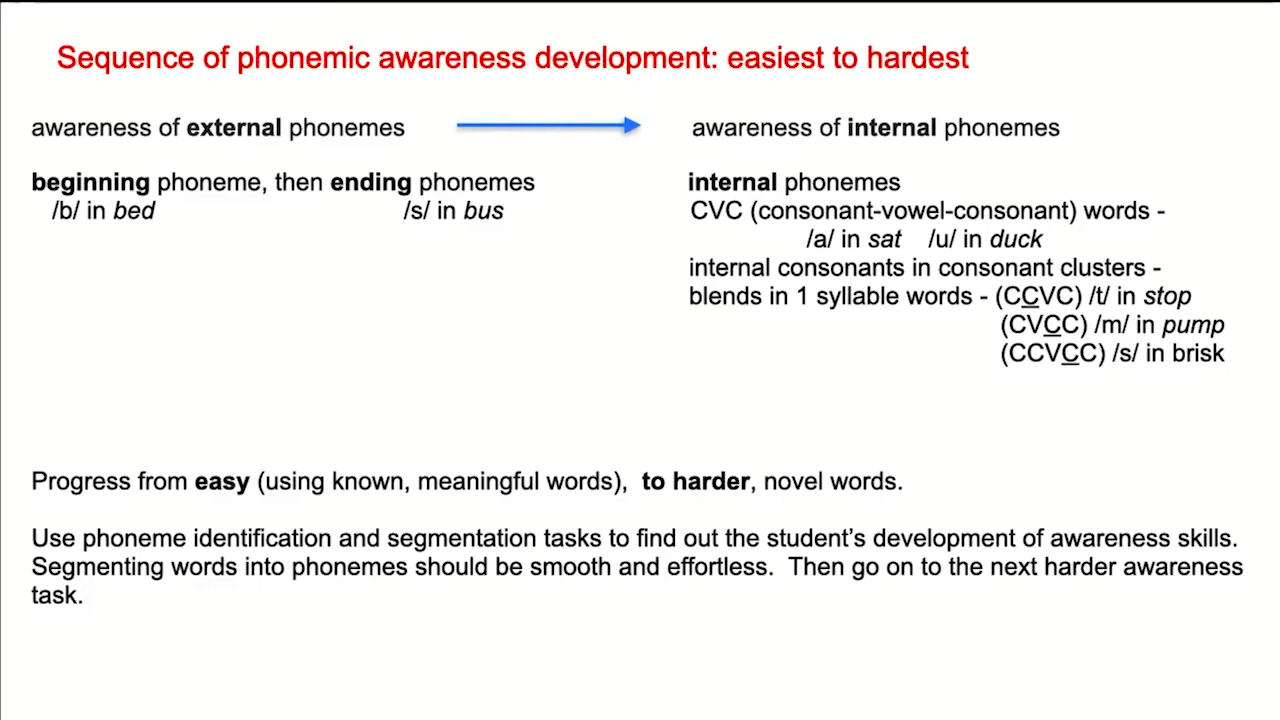 Sequence of phonemic awareness development: easiest to hardest
awareness of external phonemes
awareness of internal phonemes
beginning phoneme, then ending phonemes
/b/ in bed /s/ in bus
internal phonemes
CVC (consonant-vowel-consonant) words -
/a/ in sat /u/ in duck
internal consonants in consonant clusters -
blends in 1 syllable words - (CCVC) /t/ in stop
(CVCC) /m/ in pump
(CCVCC) /s/ in brisk
Progress from easy (using known, meaningful words), to harder, novel words.
Use phoneme identification and segmentation tasks to find out the student’s development of awareness skills.
Segmenting words into phonemes should be smooth and effortless. Then go on to the next harder awareness
task.